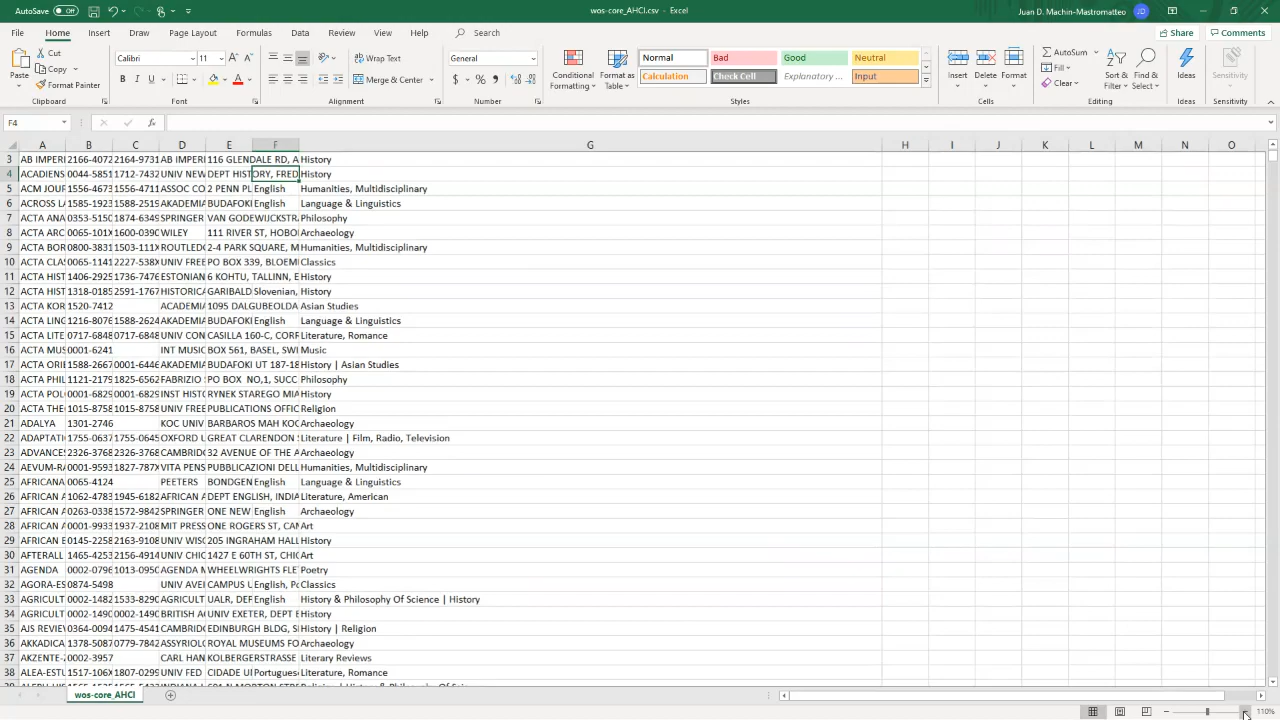 AutoSave Off wos-core_AHCI.csv - Excel Juan D. Machin-Mastromatteo JD
File Home Insert Draw Page Layout Formulas Data Review View Help Search Share Comments
Paste Cut Copy Format Painter Clipboard
Calibri 11 B I U Font
Wrap Text Merge & Center Alignment
General $ % Number
Conditional Formatting Format as Table
Normal Bad Good Neutral
Calculation Check Cell Explanatory ... Input Styles
Insert Delete Format Cells
AutoSum Fill Clear Sort & Filter Find & Select Editing
Ideas Ideas Sensitivity Sensitivity
F4 fx
A B C D E F G H I J K L M N O
3 AB IMPERI 2166-4072 2164-9731 AB IMPERI 116 GLENDALE RD, A History
4 ACADIENS 0044-5851 1712-7432 UNIV NEW DEPT HISTORY, FRED History
5 ACM JOUR 1556-4673 1556-4711 ASSOC CO 2 PENN PL English Humanities, Multidisciplinary
6 ACROSS LA 1585-1923 1588-2519 AKADEMIA BUDAFOKI English Language & Linguistics
7 ACTA ANA 0353-5150 1874-6349 SPRINGER VAN GODEWIJCKSTR Philosophy
8 ACTA ARC 0065-101X 1600-0390 WILEY 111 RIVER ST, HOBO Archaeology
9 ACTA BOR 0800-3831 1503-111X ROUTLEDG 2-4 PARK SQUARE, M Humanities, Multidisciplinary
10 ACTA CLA 0065-1141 2227-538X UNIV FREE PO BOX 339, BLOEM Classics
11 ACTA HIST 1406-2925 1736-7476 ESTONIAN 6 KOHTU, TALLINN, E History
12 ACTA HIST 1318-0185 2591-1767 HISTORICA GARIBALD Slovenian, History
13 ACTA KOR 1520-7412 ACADEMIA 1095 DALGUBEOLDA Asian Studies
14 ACTA LING 1216-8076 1588-2624 AKADEMIA BUDAFOKI English Language & Linguistics
15 ACTA LITE 0717-6848 0717-6848 UNIV CON CASILLA 160-C, CORR Literature, Romance
16 ACTA MUS 0001-6241 INT MUSIC BOX 561, BASEL, SWI Music
17 ACTA ORIE 1588-2667 0001-6446 AKADEMIA BUDAFOKI UT 187-18 History | Asian Studies
18 ACTA PHIL 1121-2179 1825-6562 FABRIZIO PO BOX NO,1, SUCC Philosophy
19 ACTA POL 0001-6829 0001-6829 INST HIST RYNEK STAREGO MIA History
20 ACTA THE 1015-8758 1015-8758 UNIV FREE PUBLICATIONS OFFIC Religion
21 ADALYA 1301-2746 KOC UNIV BARBAROS MAH KOC Archaeology
22 ADAPTATI 1755-0637 1755-0645 OXFORD U GREAT CLARENDON Literature | Film, Radio, Television
23 ADVANCES 2326-3768 2326-3768 CAMBRIDG 32 AVENUE OF THE A Archaeology
24 AEVUM-RA 0001-9593 1827-787X VITA PENS PUBBLICAZIONI DELL Humanities, Multidisciplinary
25 AFRICANA 0065-4124 PEETERS BONDGEN English Language & Linguistics
26 AFRICAN A 1062-4783 1945-6182 AFRICAN A DEPT ENGLISH, INDIA Literature, American
27 AFRICAN A 0263-0338 1572-9842 SPRINGER ONE NEW English Archaeology
28 AFRICAN A 0001-9933 1937-2108 MIT PRESS ONE ROGERS ST, CAM Art
29 AFRICAN E 0145-2258 2163-9108 UNIV WISC 205 INGRAHAM HALL History
30 AFTERALL 1465-4253 2156-4914 UNIV CHIC 1427 E 60TH ST, CHIC Art
31 AGENDA 0002-0796 1013-0950 AGENDA M WHEELWRIGHTS FLE Poetry
32 AGORA-ES 0874-5498 UNIV AVEI CAMPUS U English, Po Classics
33 AGRICULT 0002-1482 1533-8290 AGRICULT UALR, DEP English History & Philosophy Of Science | History
34 AGRICULT 0002-1490 0002-1490 BRITISH AG UNIV EXETER, DEPT E History
35 AJS REVIEW 0364-0094 1475-4541 CAMBRIDG EDINBURGH BLDG, S History | Religion
36 AKKADICA 1378-5087 0779-7842 ASSYRIOLO ROYAL MUSEUMS FO Archaeology
37 AKZENTE-Z 0002-3957 CARL HAN KOLBERGERSTRASSE Literary Reviews
38 ALEA-ESTU 1517-106X 1807-0299 UNIV FED CIDADE UN Portugues Literature, Romance
wos-core_AHCI
110%